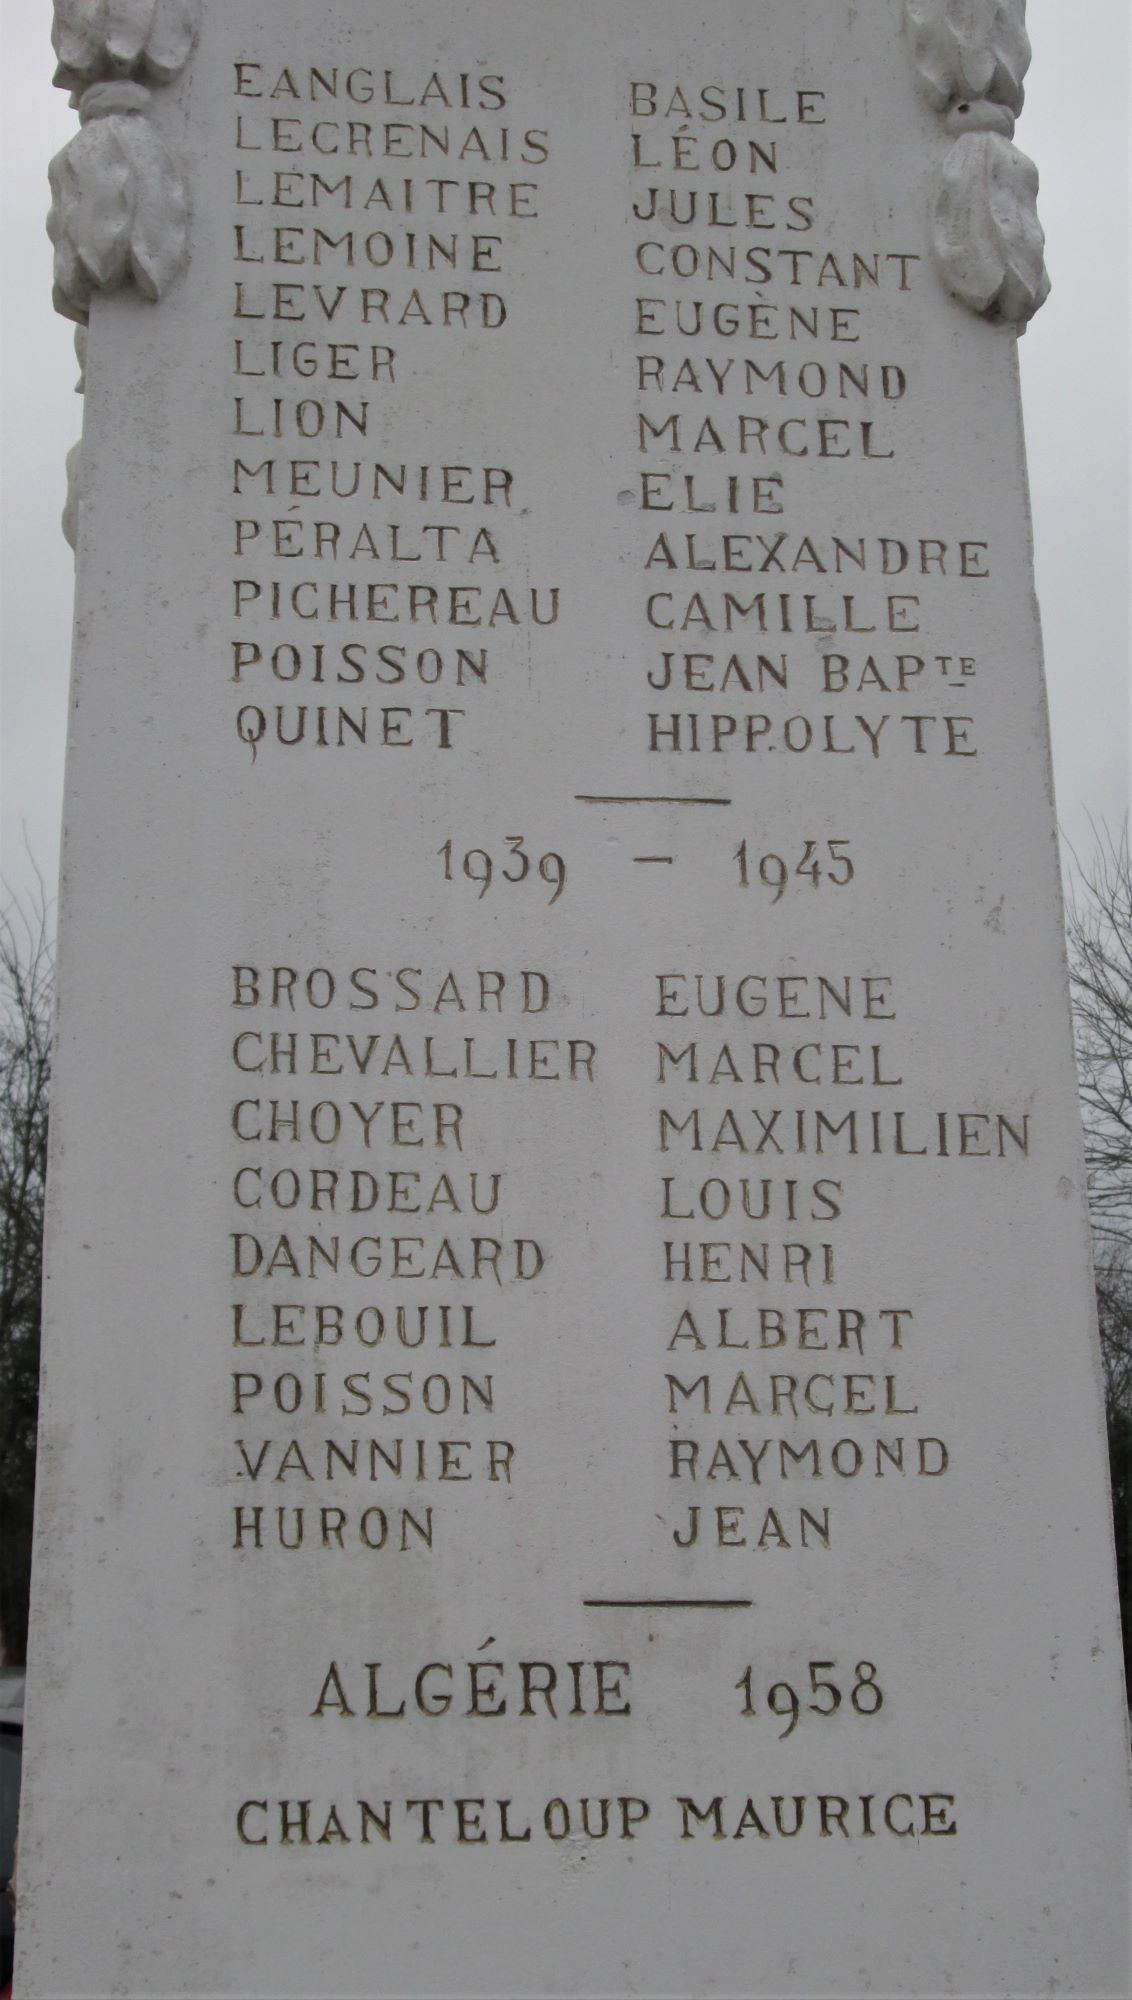 EANGLAIS BASILE
LECRENAIS LÉON
LEMAITRE JULES
LEMOINE CONSTANT
LEVRARD EUGÈNE
LIGER RAYMOND
LION MARCEL
MEUNIER ELIE
PÉRALTA ALEXANDRE
PICHEREAU CAMILLE
POISSON JEAN BAPTE
QUINET HIPPOLYTE
1939 - 1945
BROSSARD EUGENE
CHEVALLIER MARCEL
CHOYER MAXIMILIEN
CORDEAU LOUIS
DANGEARD HENRI
LEBOUIL ALBERT
POISSON MARCEL
VANNIER RAYMOND
HURON JEAN
ALGÉRIE 1958
CHANTELOUP MAURICE